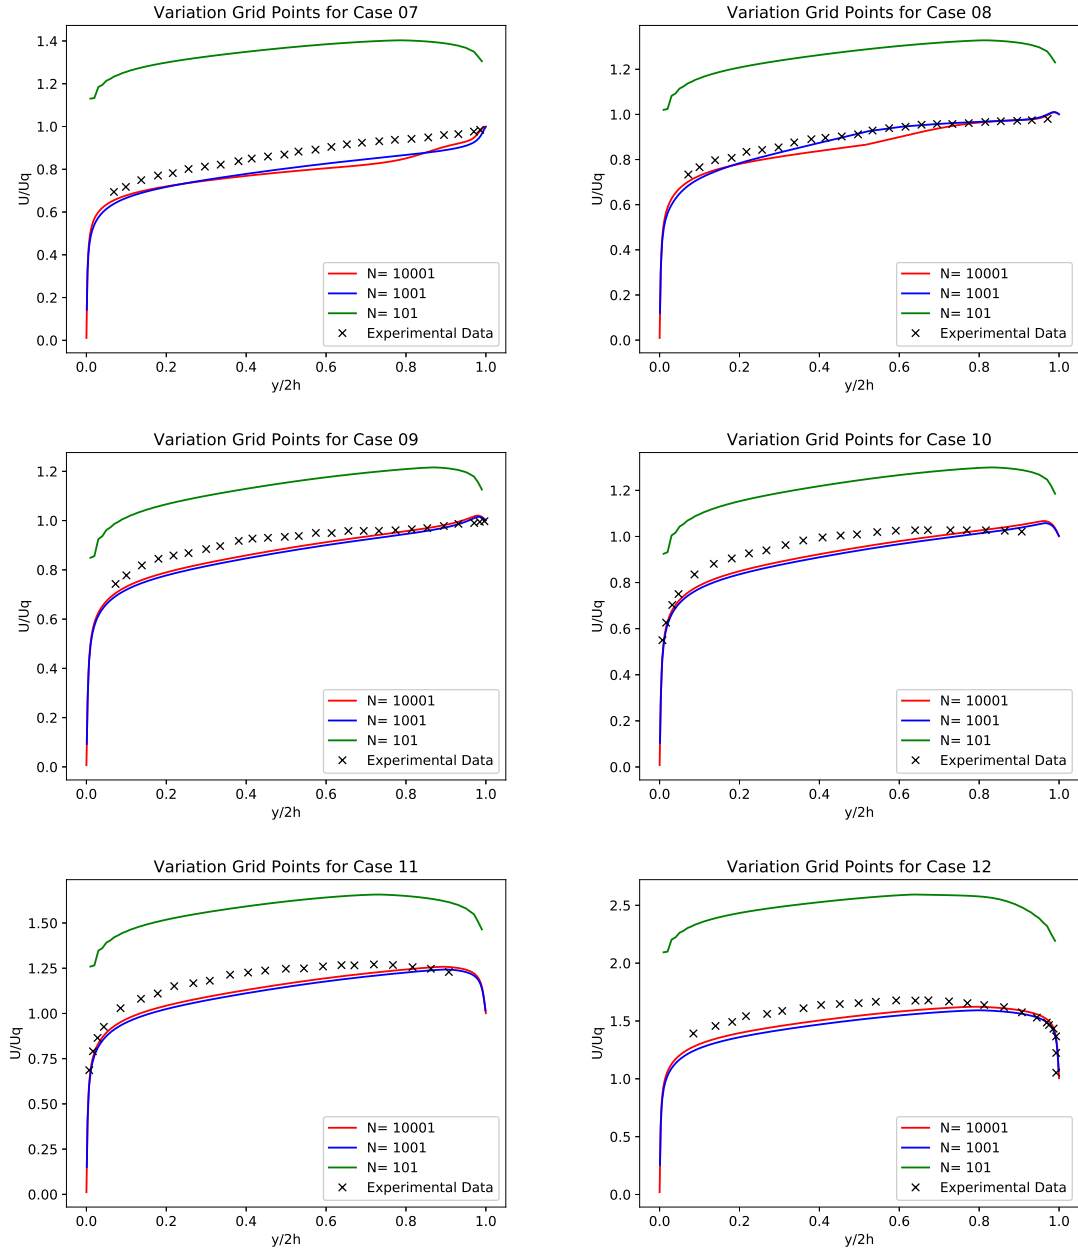 Variation Grid Points for Case 07
1.4
1.2
1.0
0.8
0.6
0.4
0.2
0.0
U/Uq
N= 10001
N= 1001
N= 101
Experimental Data
0.0 0.2 0.4 0.6 0.8 1.0
y/2h
Variation Grid Points for Case 08
1.2
1.0
0.8
0.6
0.4
0.2
0.0
U/Uq
N= 10001
N= 1001
N= 101
Experimental Data
0.0 0.2 0.4 0.6 0.8 1.0
y/2h
Variation Grid Points for Case 09
1.2
1.0
0.8
0.6
0.4
0.2
0.0
U/Uq
N= 10001
N= 1001
N= 101
Experimental Data
0.0 0.2 0.4 0.6 0.8 1.0
y/2h
Variation Grid Points for Case 10
1.2
1.0
0.8
0.6
0.4
0.2
0.0
U/Uq
N= 10001
N= 1001
N= 101
Experimental Data
0.0 0.2 0.4 0.6 0.8 1.0
y/2h
Variation Grid Points for Case 11
1.50
1.25
1.00
0.75
0.50
0.25
0.00
U/Uq
N= 10001
N= 1001
N= 101
Experimental Data
0.0 0.2 0.4 0.6 0.8 1.0
y/2h
Variation Grid Points for Case 12
2.5
2.0
1.5
1.0
0.5
0.0
U/Uq
N= 10001
N= 1001
N= 101
Experimental Data
0.0 0.2 0.4 0.6 0.8 1.0
y/2h